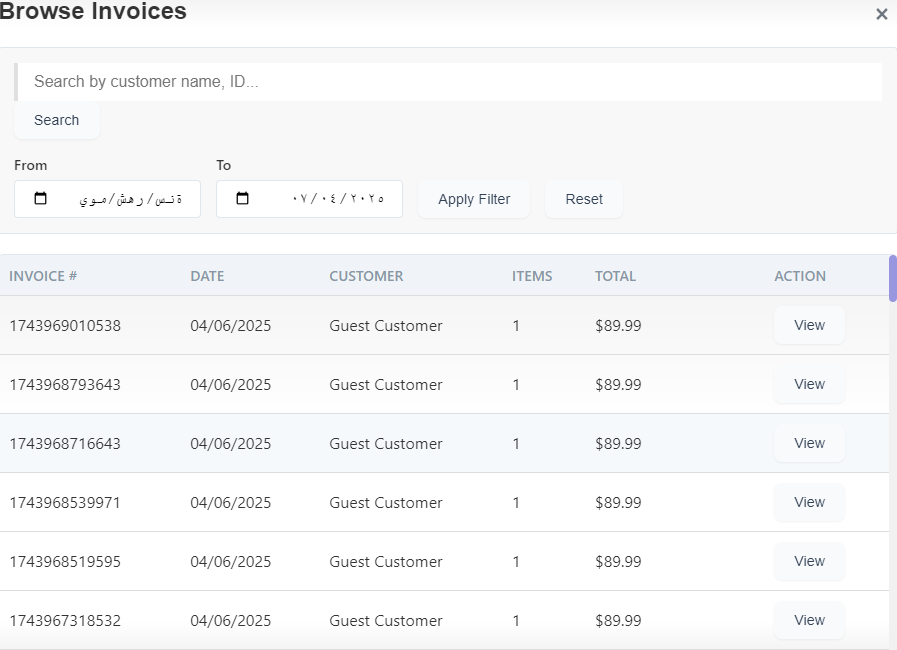 Browse Invoices ×
Search by customer name, ID...
Search
From To
سنة/شهر/يوم ٠٧/٠٤/٢٠٢٥ Apply Filter Reset
INVOICE # DATE CUSTOMER ITEMS TOTAL ACTION
1743969010538 04/06/2025 Guest Customer 1 $89.99 View
1743968793643 04/06/2025 Guest Customer 1 $89.99 View
1743968716643 04/06/2025 Guest Customer 1 $89.99 View
1743968539971 04/06/2025 Guest Customer 1 $89.99 View
1743968519595 04/06/2025 Guest Customer 1 $89.99 View
1743967318532 04/06/2025 Guest Customer 1 $89.99 View